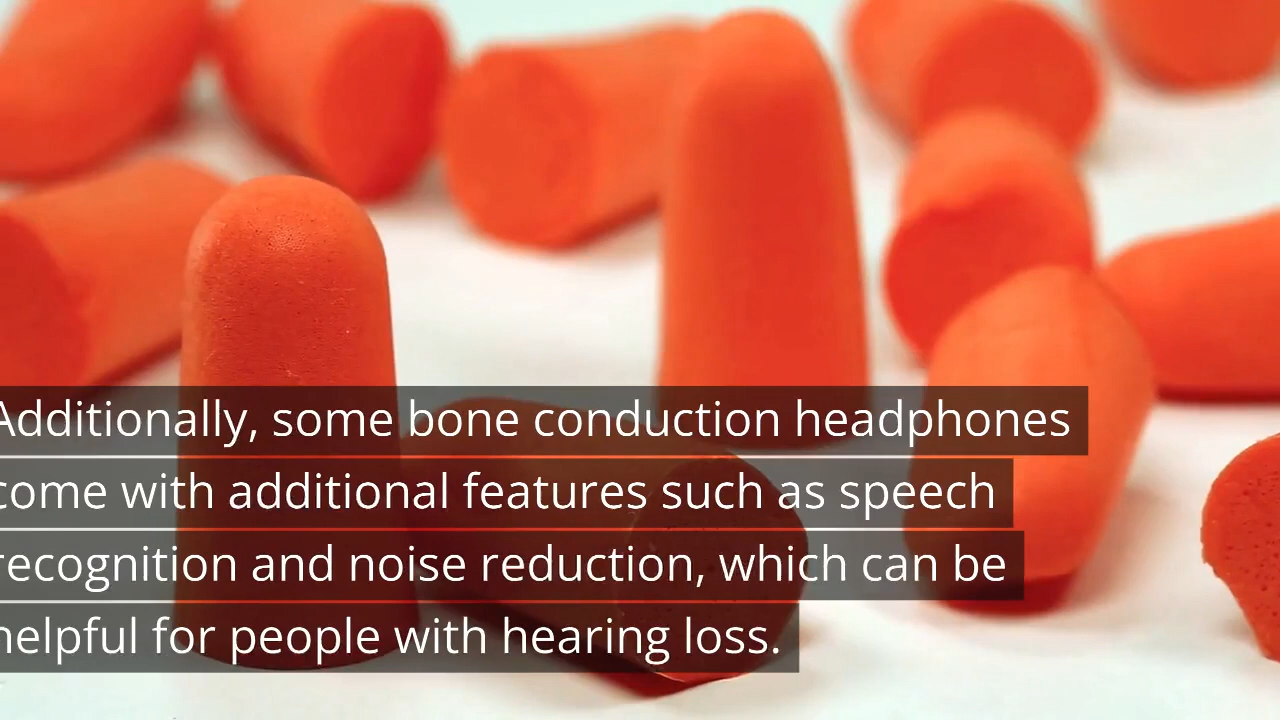 Additionally, some bone conduction headphones
come with additional features such as speech
recognition and noise reduction, which can be
helpful for people with hearing loss.